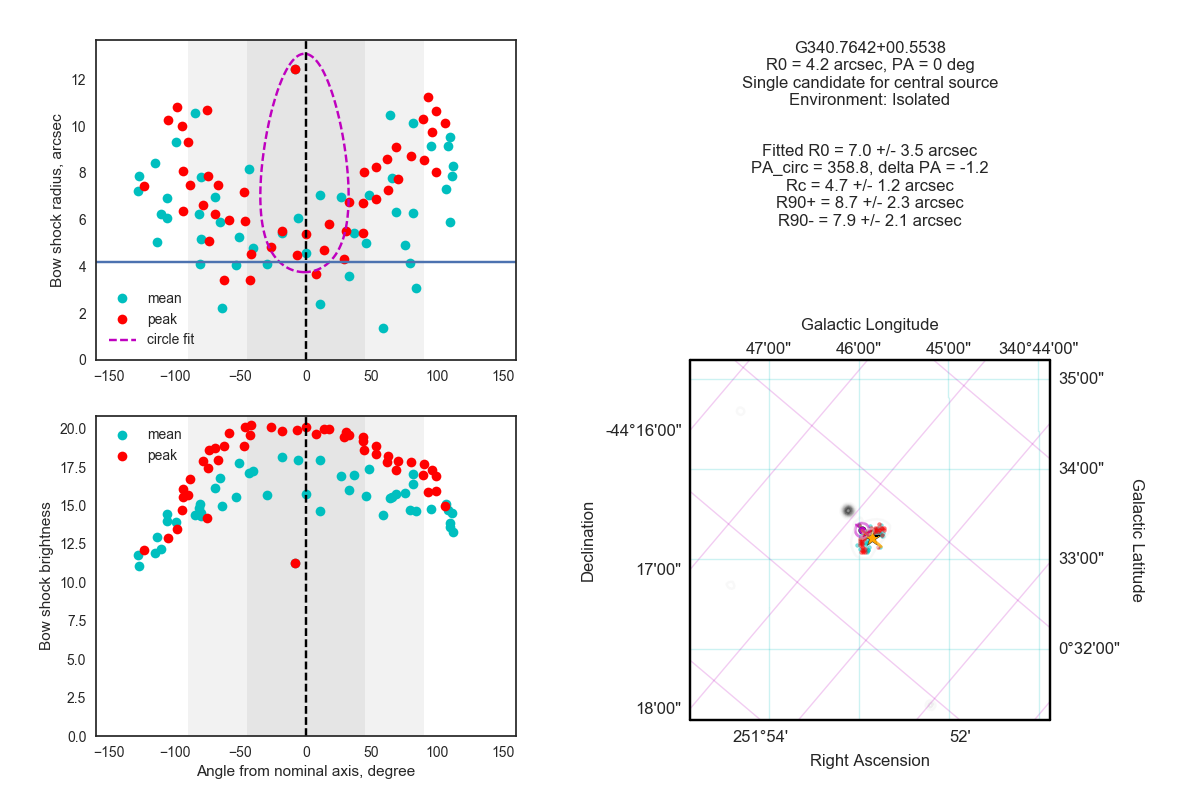 G340.7642+00.5538
R0 = 4.2 arcsec, PA = 0 deg
Single candidate for central source
Environment: Isolated
Fitted R0 = 7.0 +/- 3.5 arcsec
PA_circ = 358.8, delta PA = -1.2
Rc = 4.7 +/- 1.2 arcsec
R90+ = 8.7 +/- 2.3 arcsec
R90- = 7.9 +/- 2.1 arcsec
Bow shock radius, arcsec
12
10
8
6
4
2
0
mean
peak
circle fit
−150 −100 −50 0 50 100 150
Bow shock brightness
20.0
17.5
15.0
12.5
10.0
7.5
5.0
2.5
0.0
mean
peak
−150 −100 −50 0 50 100 150
Angle from nominal axis, degree
Galactic Longitude
47'00" 46'00" 45'00" 340°44'00"
35'00"
34'00"
33'00"
0°32'00"
Galactic Latitude
Declination
-44°16'00"
17'00"
18'00"
251°54' 52'
Right Ascension